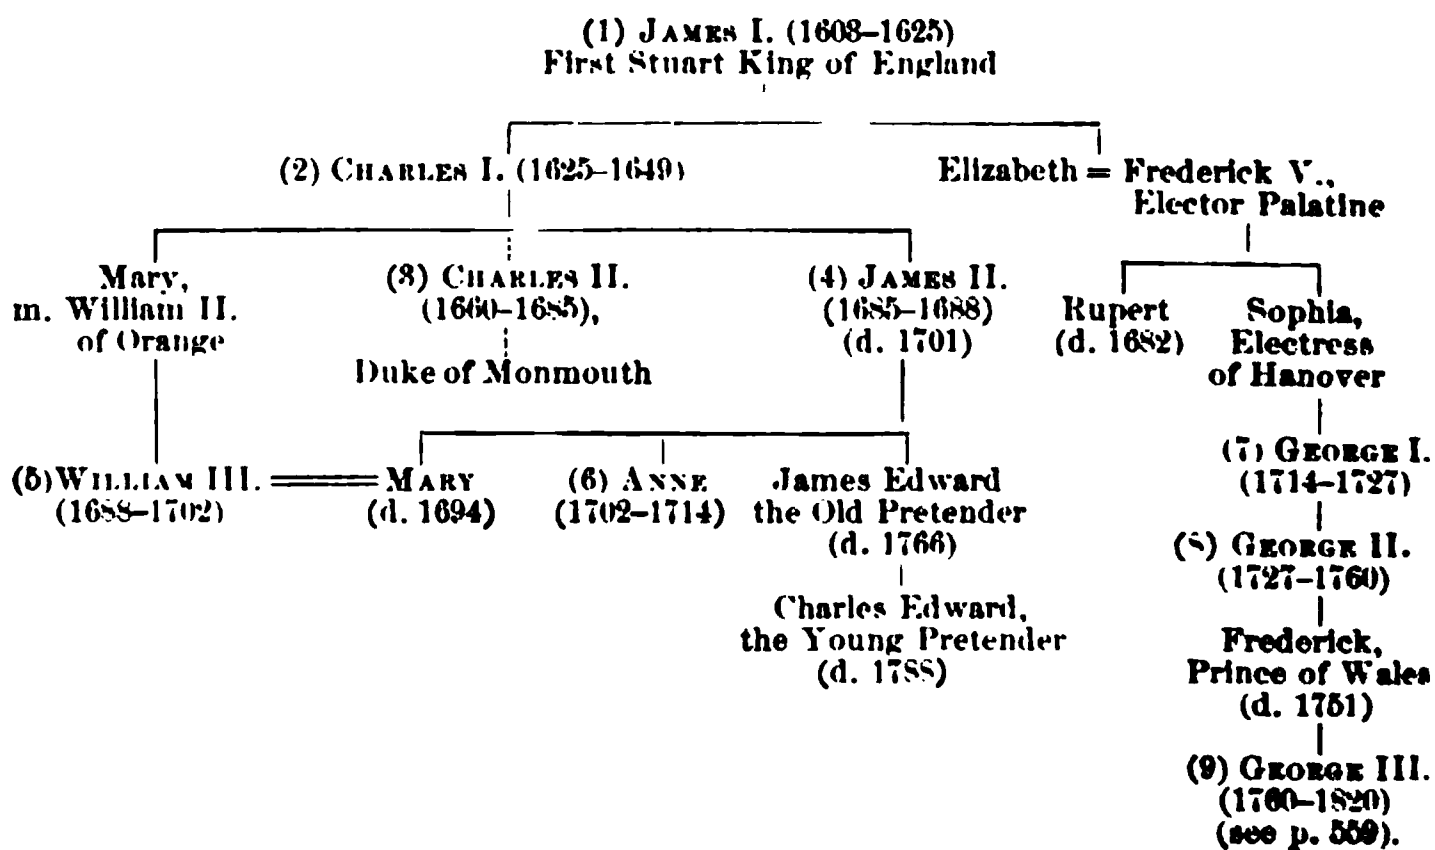 (1) JAMES I. (1603–1625)
First Stuart King of England
(2) CHARLES I. (1625–1649)
Elizabeth = Frederick V.,
Elector Palatine
Mary,
m. William II.
of Orange
(3) CHARLES II.
(1660–1685),
Duke of Monmouth
(4) JAMES II.
(1685–1688)
(d. 1701)
Rupert
(d. 1682)
Sophia,
Electress
of Hanover
(5) WILLIAM III.
(1688–1702)
MARY
(d. 1694)
(6) ANNE
(1702–1714)
James Edward
the Old Pretender
(d. 1766)
Charles Edward,
the Young Pretender
(d. 1788)
(7) GEORGE I.
(1714–1727)
(8) GEORGE II.
(1727–1760)
Frederick,
Prince of Wales
(d. 1751)
(9) GEORGE III.
(1760–1820)
(see p. 559).